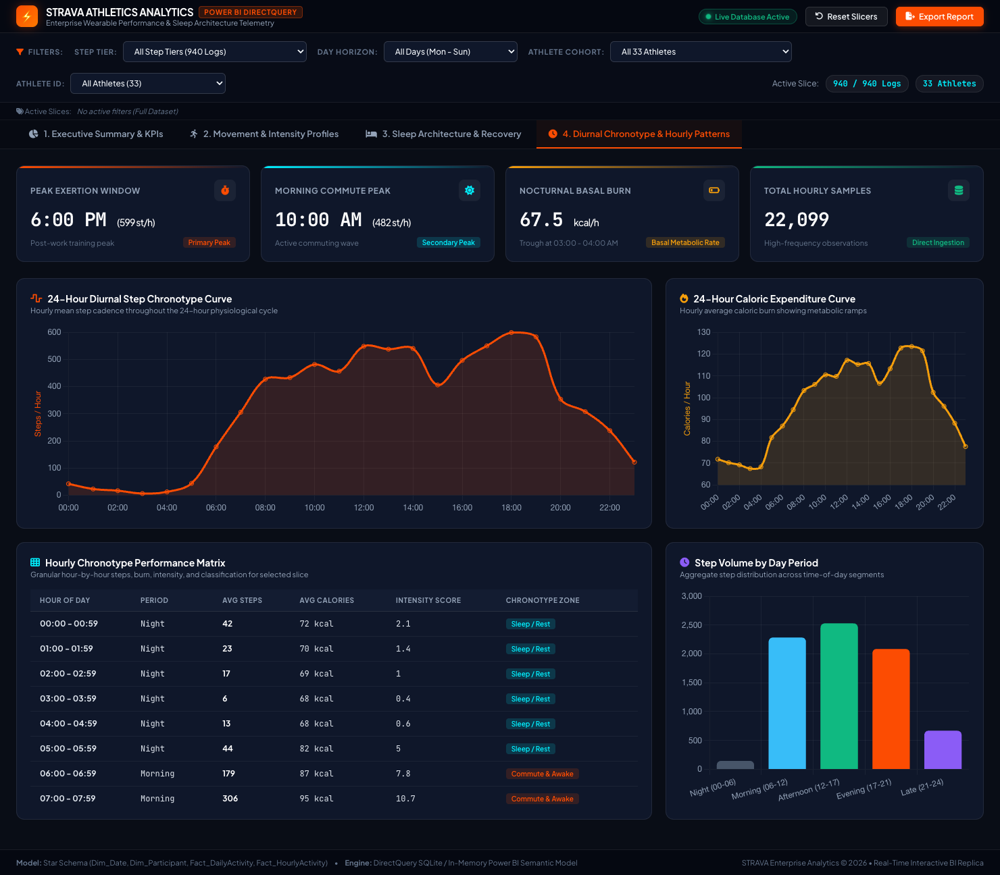 STRAVA ATHLETICS ANALYTICS POWER BI DIRECTQUERY
Enterprise Wearable Performance & Sleep Architecture Telemetry
Live Database Active
Reset Slicers
Export Report
FILTERS: STEP TIER: All Step Tiers (940 Logs) DAY HORIZON: All Days (Mon - Sun) ATHLETE COHORT: All 33 Athletes
ATHLETE ID: All Athletes (33)
Active Slice: 940 / 940 Logs 33 Athletes
Active Slices: No active filters (Full Dataset)
1. Executive Summary & KPIs
2. Movement & Intensity Profiles
3. Sleep Architecture & Recovery
4. Diurnal Chronotype & Hourly Patterns
PEAK EXERTION WINDOW
6:00 PM (599 st/h)
Post-work training peak Primary Peak
MORNING COMMUTE PEAK
10:00 AM (482 st/h)
Active commuting wave Secondary Peak
NOCTURNAL BASAL BURN
67.5 kcal/h
Trough at 03:00 - 04:00 AM Basal Metabolic Rate
TOTAL HOURLY SAMPLES
22,099
High-frequency observations Direct Ingestion
24-Hour Diurnal Step Chronotype Curve
Hourly mean step cadence throughout the 24-hour physiological cycle
Steps / Hour
600
500
400
300
200
100
0
00:00 02:00 04:00 06:00 08:00 10:00 12:00 14:00 16:00 18:00 20:00 22:00
24-Hour Caloric Expenditure Curve
Hourly average caloric burn showing metabolic ramps
Calories / Hour
130
120
110
100
90
80
70
60
00:00 02:00 04:00 06:00 08:00 10:00 12:00 14:00 16:00 18:00 20:00 22:00
Hourly Chronotype Performance Matrix
Granular hour-by-hour steps, burn, intensity, and classification for selected slice
HOUR OF DAY PERIOD AVG STEPS AVG CALORIES INTENSITY SCORE CHRONOTYPE ZONE
00:00 - 00:59 Night 42 72 kcal 2.1 Sleep / Rest
01:00 - 01:59 Night 23 70 kcal 1.4 Sleep / Rest
02:00 - 02:59 Night 17 69 kcal 1 Sleep / Rest
03:00 - 03:59 Night 6 68 kcal 0.4 Sleep / Rest
04:00 - 04:59 Night 13 68 kcal 0.6 Sleep / Rest
05:00 - 05:59 Night 44 82 kcal 5 Sleep / Rest
06:00 - 06:59 Morning 179 87 kcal 7.8 Commute & Awake
07:00 - 07:59 Morning 306 95 kcal 10.7 Commute & Awake
Step Volume by Day Period
Aggregate step distribution across time-of-day segments
3,000
2,500
2,000
1,500
1,000
500
0
Night (00-06) Morning (06-12) Afternoon (12-17) Evening (17-21) Late (21-24)
Model: Star Schema (Dim_Date, Dim_Participant, Fact_DailyActivity, Fact_HourlyActivity) • Engine: DirectQuery SQLite / In-Memory Power BI Semantic Model
STRAVA Enterprise Analytics © 2026 • Real-Time Interactive BI Replica